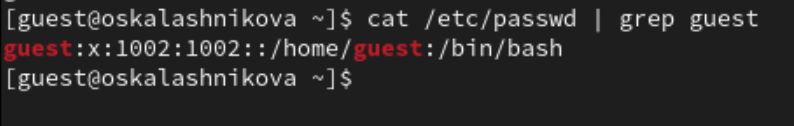 [guest@oskalashnikova ~]$ cat /etc/passwd | grep guest
guest:x:1002:1002::/home/guest:/bin/bash
[guest@oskalashnikova ~]$